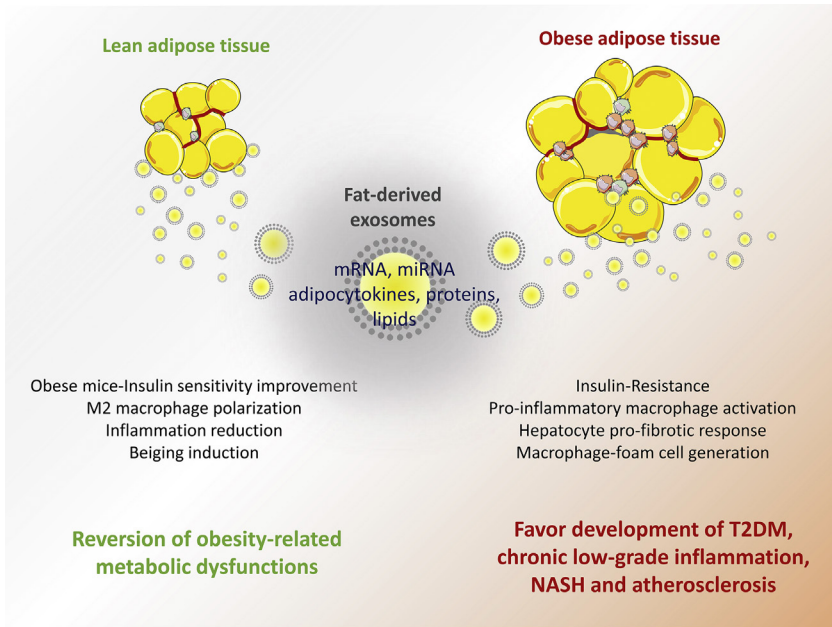 Lean adipose tissue
Obese adipose tissue
Fat-derived
exosomes
mRNA, miRNA
adipocytokines, proteins,
lipids
Obese mice-Insulin sensitivity improvement
M2 macrophage polarization
Inflammation reduction
Beiging induction
Insulin-Resistance
Pro-inflammatory macrophage activation
Hepatocyte pro-fibrotic response
Macrophage-foam cell generation
Reversion of obesity-related
metabolic dysfunctions
Favor development of T2DM,
chronic low-grade inflammation,
NASH and atherosclerosis